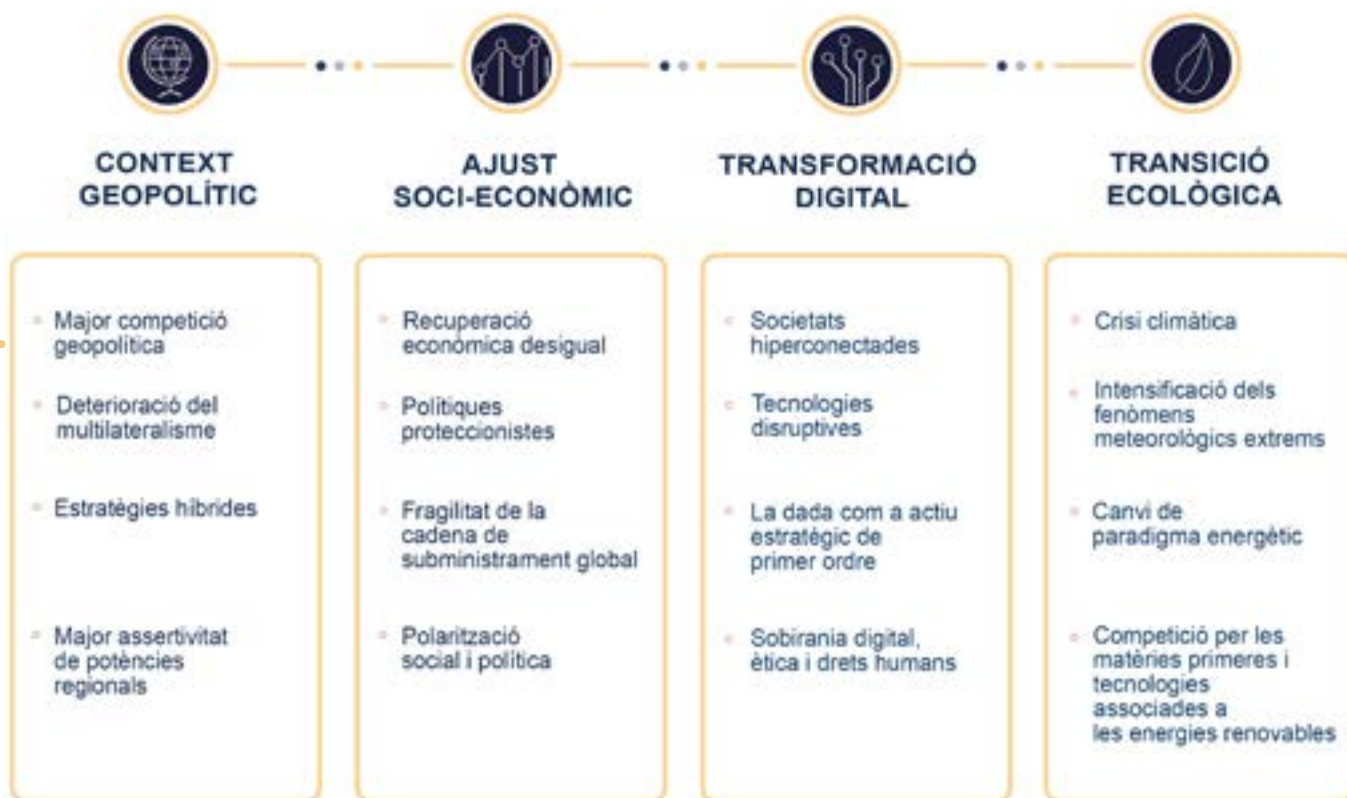 CONTEXT
GEOPOLÍTIC
AJUST
SOCI-ECONÒMIC
TRANSFORMACIÓ
DIGITAL
TRANSICIÓ
ECOLÒGICA
Major competició
geopolítica
Deterioració del
multilateralisme
Estratègies híbrides
Major assertivitat
de potències
regionals
Recuperació
econòmica desigual
Polítiques
proteccionistes
Fragilitat de la
cadena de
subministrament global
Polarització
social i política
Societats
hiperconectades
Tecnologies
disruptives
La dada com a actiu
estratègic de
primer ordre
Sobirania digital,
ètica i drets humans
Crisi climàtica
Intensificació dels
fenòmens
meteorològics extrems
Canvi de
paradigma energètic
Competició per les
matèries primeres i
tecnologies
associades a
les energies renovables